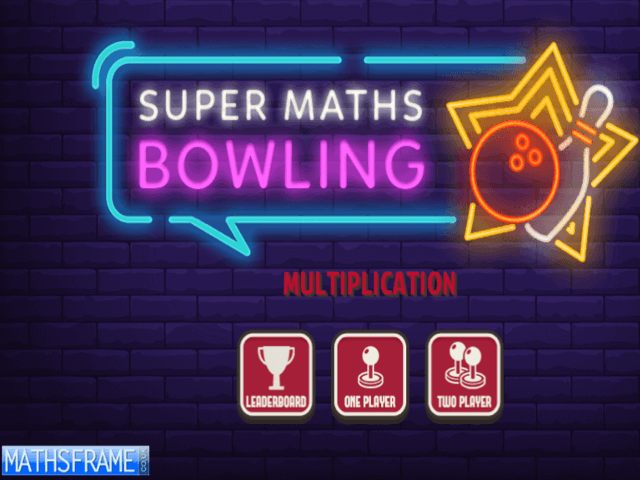 SUPER MATHS
BOWLING
MULTIPLICATION
LEADERBOARD
ONE PLAYER
TWO PLAYER
MATHSFRAME